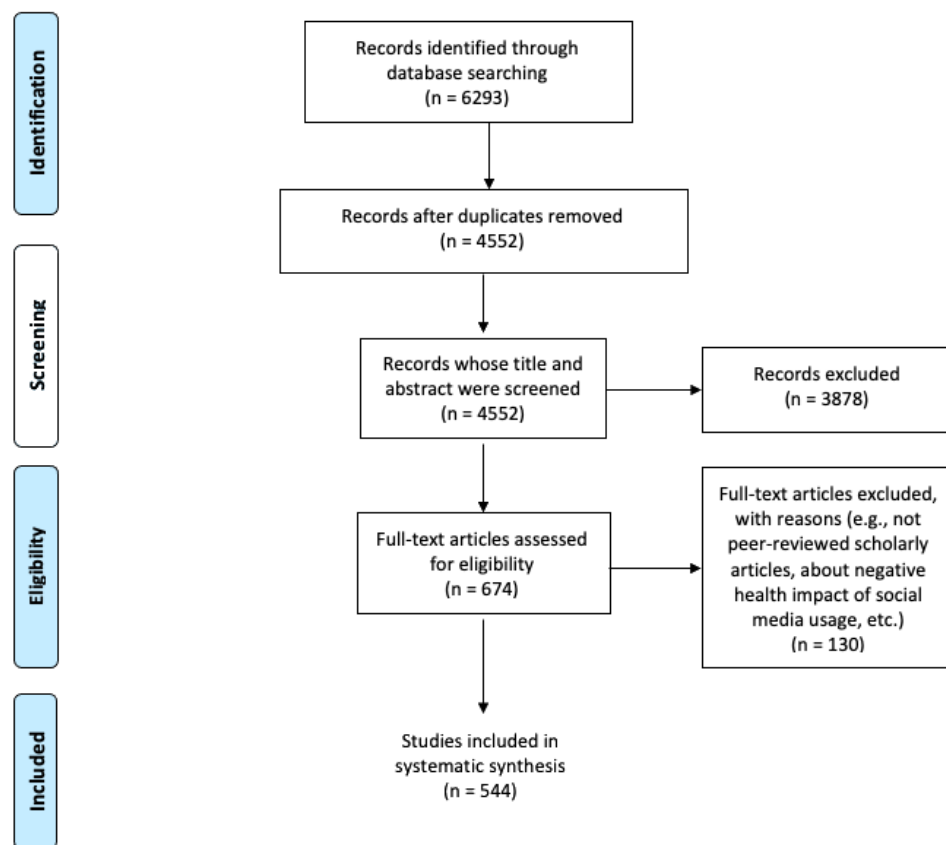 Identification
Records identified through
database searching
(n = 6293)
Records after duplicates removed
(n = 4552)
Screening
Records whose title and
abstract were screened
(n = 4552)
Records excluded
(n = 3878)
Eligibility
Full-text articles assessed
for eligibility
(n = 674)
Full-text articles excluded,
with reasons (e.g., not
peer-reviewed scholarly
articles, about negative
health impact of social
media usage, etc.)
(n = 130)
Included
Studies included in
systematic synthesis
(n = 544)